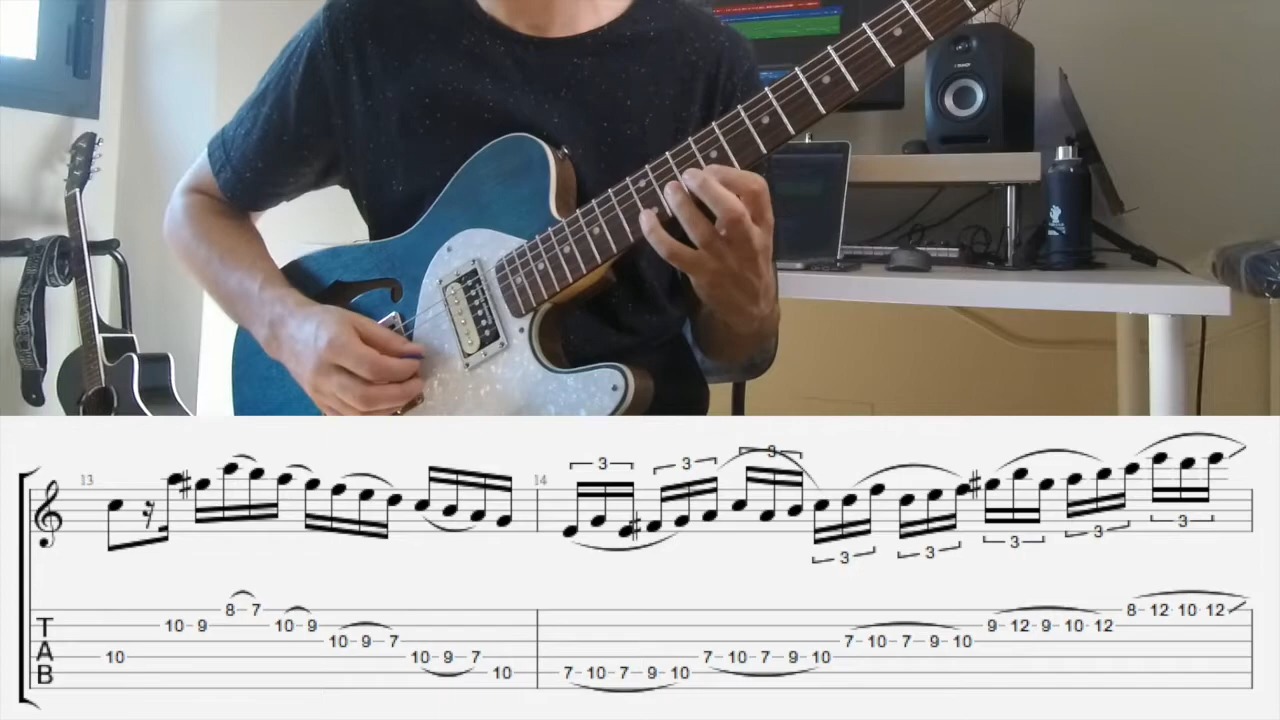 13
14
3 3 3
3 3 3 3 3
8 7 8 12 10 12
T 10 9 10 9 9 12 9 10 12
10 9 7 7 10 7 9 10
A 10 10 9 7 7 10 7 9 10
B 10 7 10 7 9 10